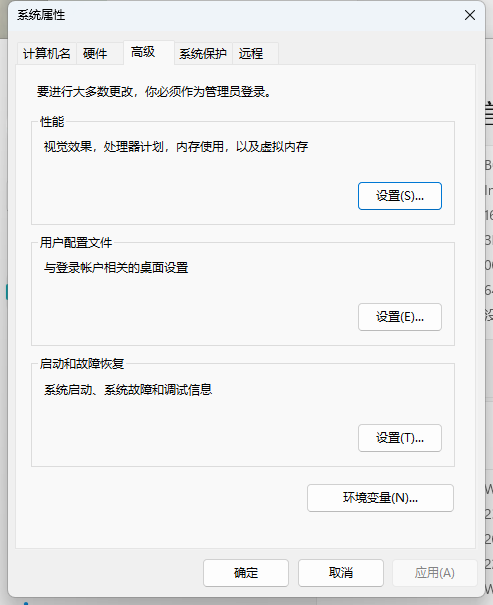 系统属性
计算机名 硬件 高级 系统保护 远程
要进行大多数更改，你必须作为管理员登录。
性能
视觉效果，处理器计划，内存使用，以及虚拟内存
设置(S)...
用户配置文件
与登录帐户相关的桌面设置
设置(E)...
启动和故障恢复
系统启动、系统故障和调试信息
设置(T)...
环境变量(N)...
确定 取消 应用(A)